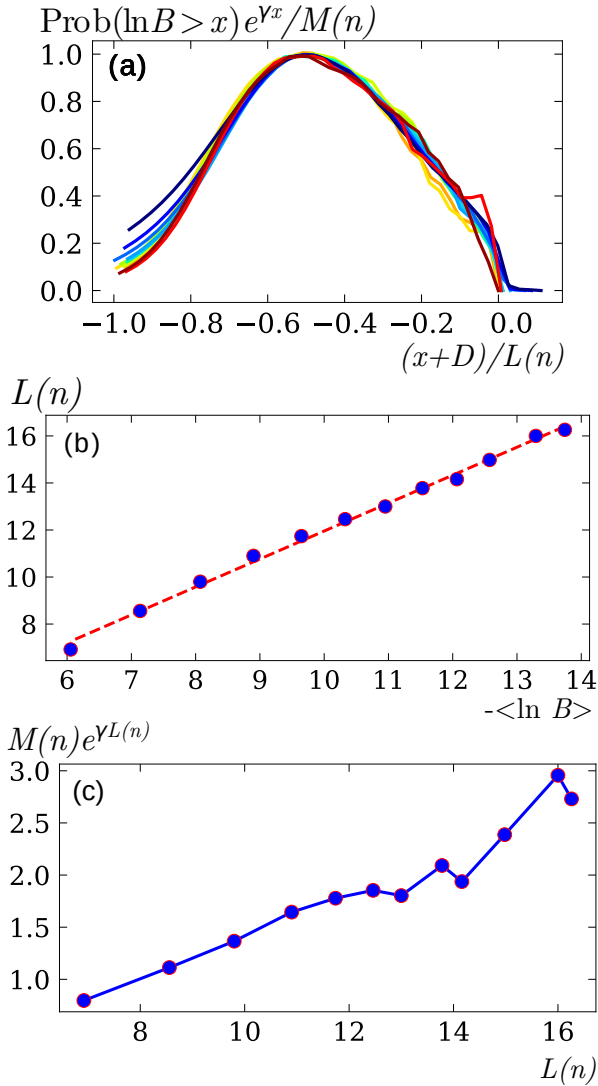 Prob(lnB > x) e^{γx}/M(n)
(a)
1.0
0.8
0.6
0.4
0.2
0.0
−1.0 −0.8 −0.6 −0.4 −0.2 0.0
(x+D)/L(n)
L(n)
(b)
16
14
12
10
8
6 7 8 9 10 11 12 13 14
-<ln B>
M(n)e^{γL(n)}
(c)
3.0
2.5
2.0
1.5
1.0
8 10 12 14 16
L(n)